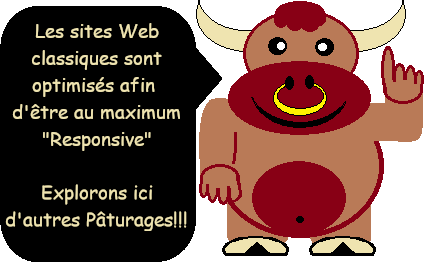 Les sites Web
classiques sont
optimisés afin
d'être au maximum
"Responsive"
Explorons ici
d'autres Pâturages!!!